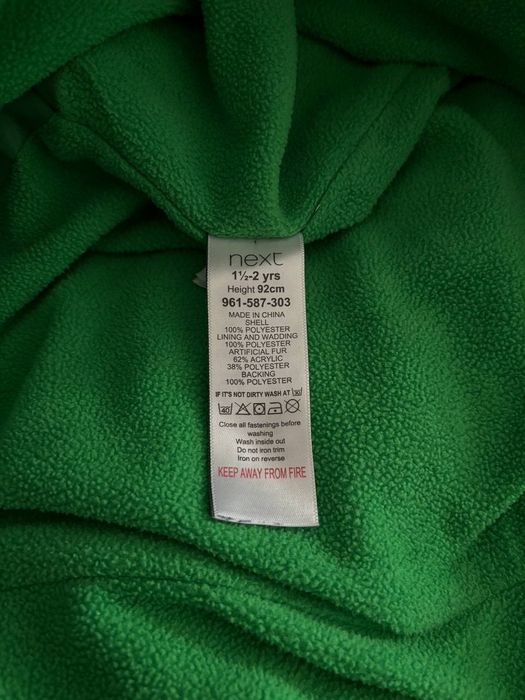 next
1½-2 yrs
Height 92cm
961-587-303
MADE IN CHINA
SHELL
100% POLYESTER
LINING AND WADDING
100% POLYESTER
ARTIFICIAL FUR
62% ACRYLIC
38% POLYESTER
BACKING
100% POLYESTER
IF IT'S NOT DIRTY WASH AT 30
40
Close all fastenings before
washing
Wash inside out
Do not iron trim
Iron on reverse
KEEP AWAY FROM FIRE